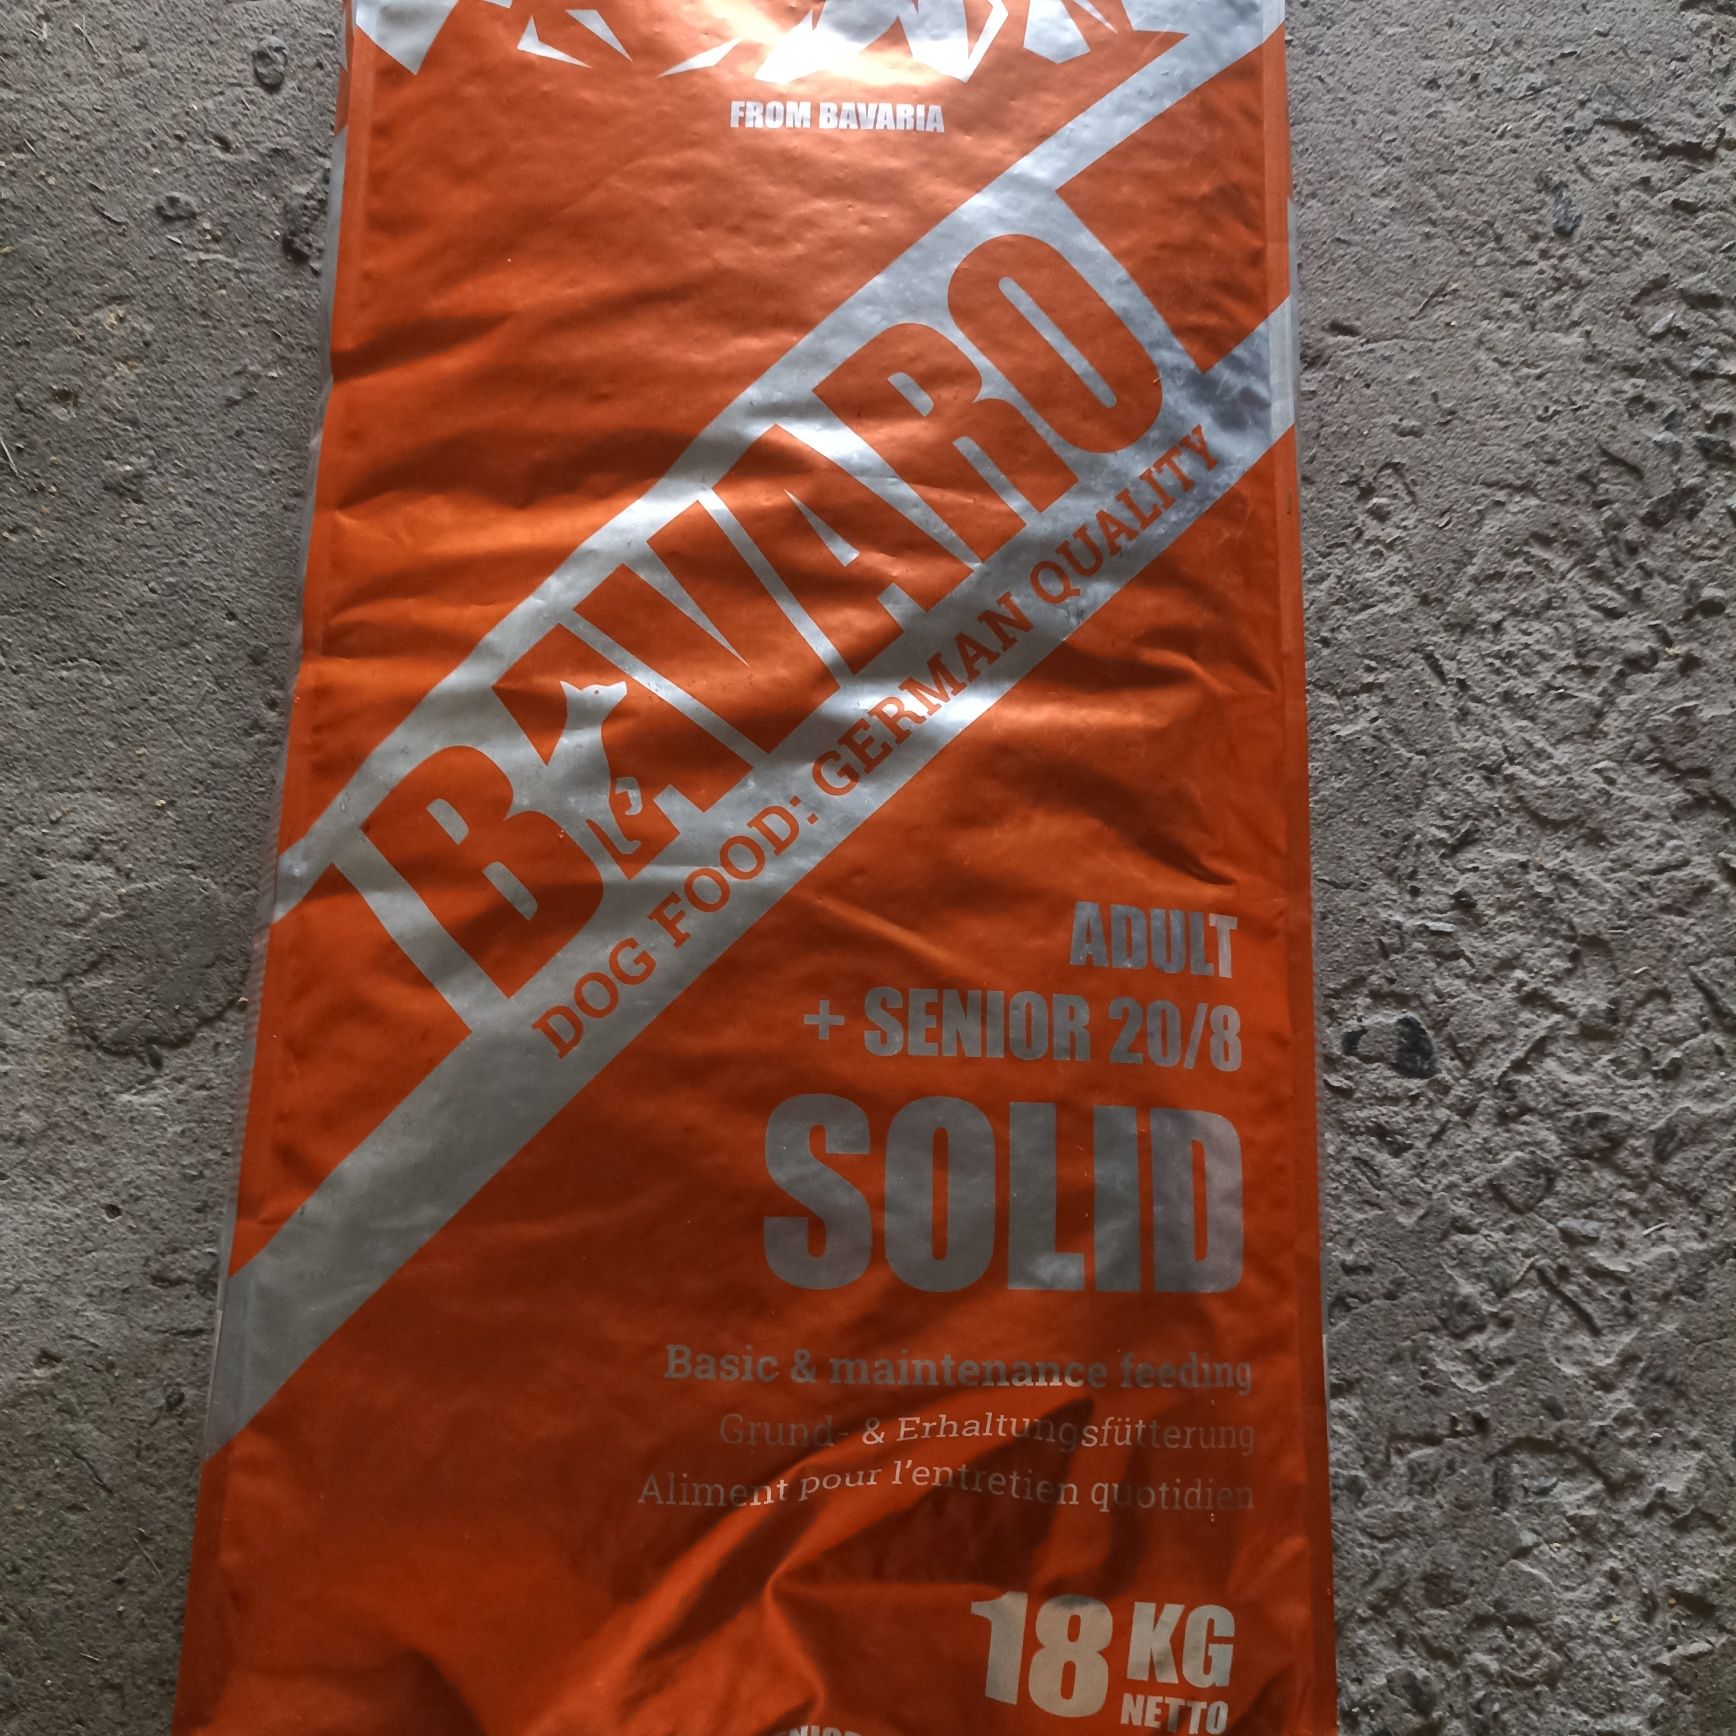 FROM BAVARIA
BAVARO
DOG FOOD: GERMAN QUALITY
ADULT
+ SENIOR 20/8
SOLID
Basic & maintenance feeding
Grund- & Erhaltungsfütterung
Aliment pour l'entretien quotidien
18 KG
NETTO